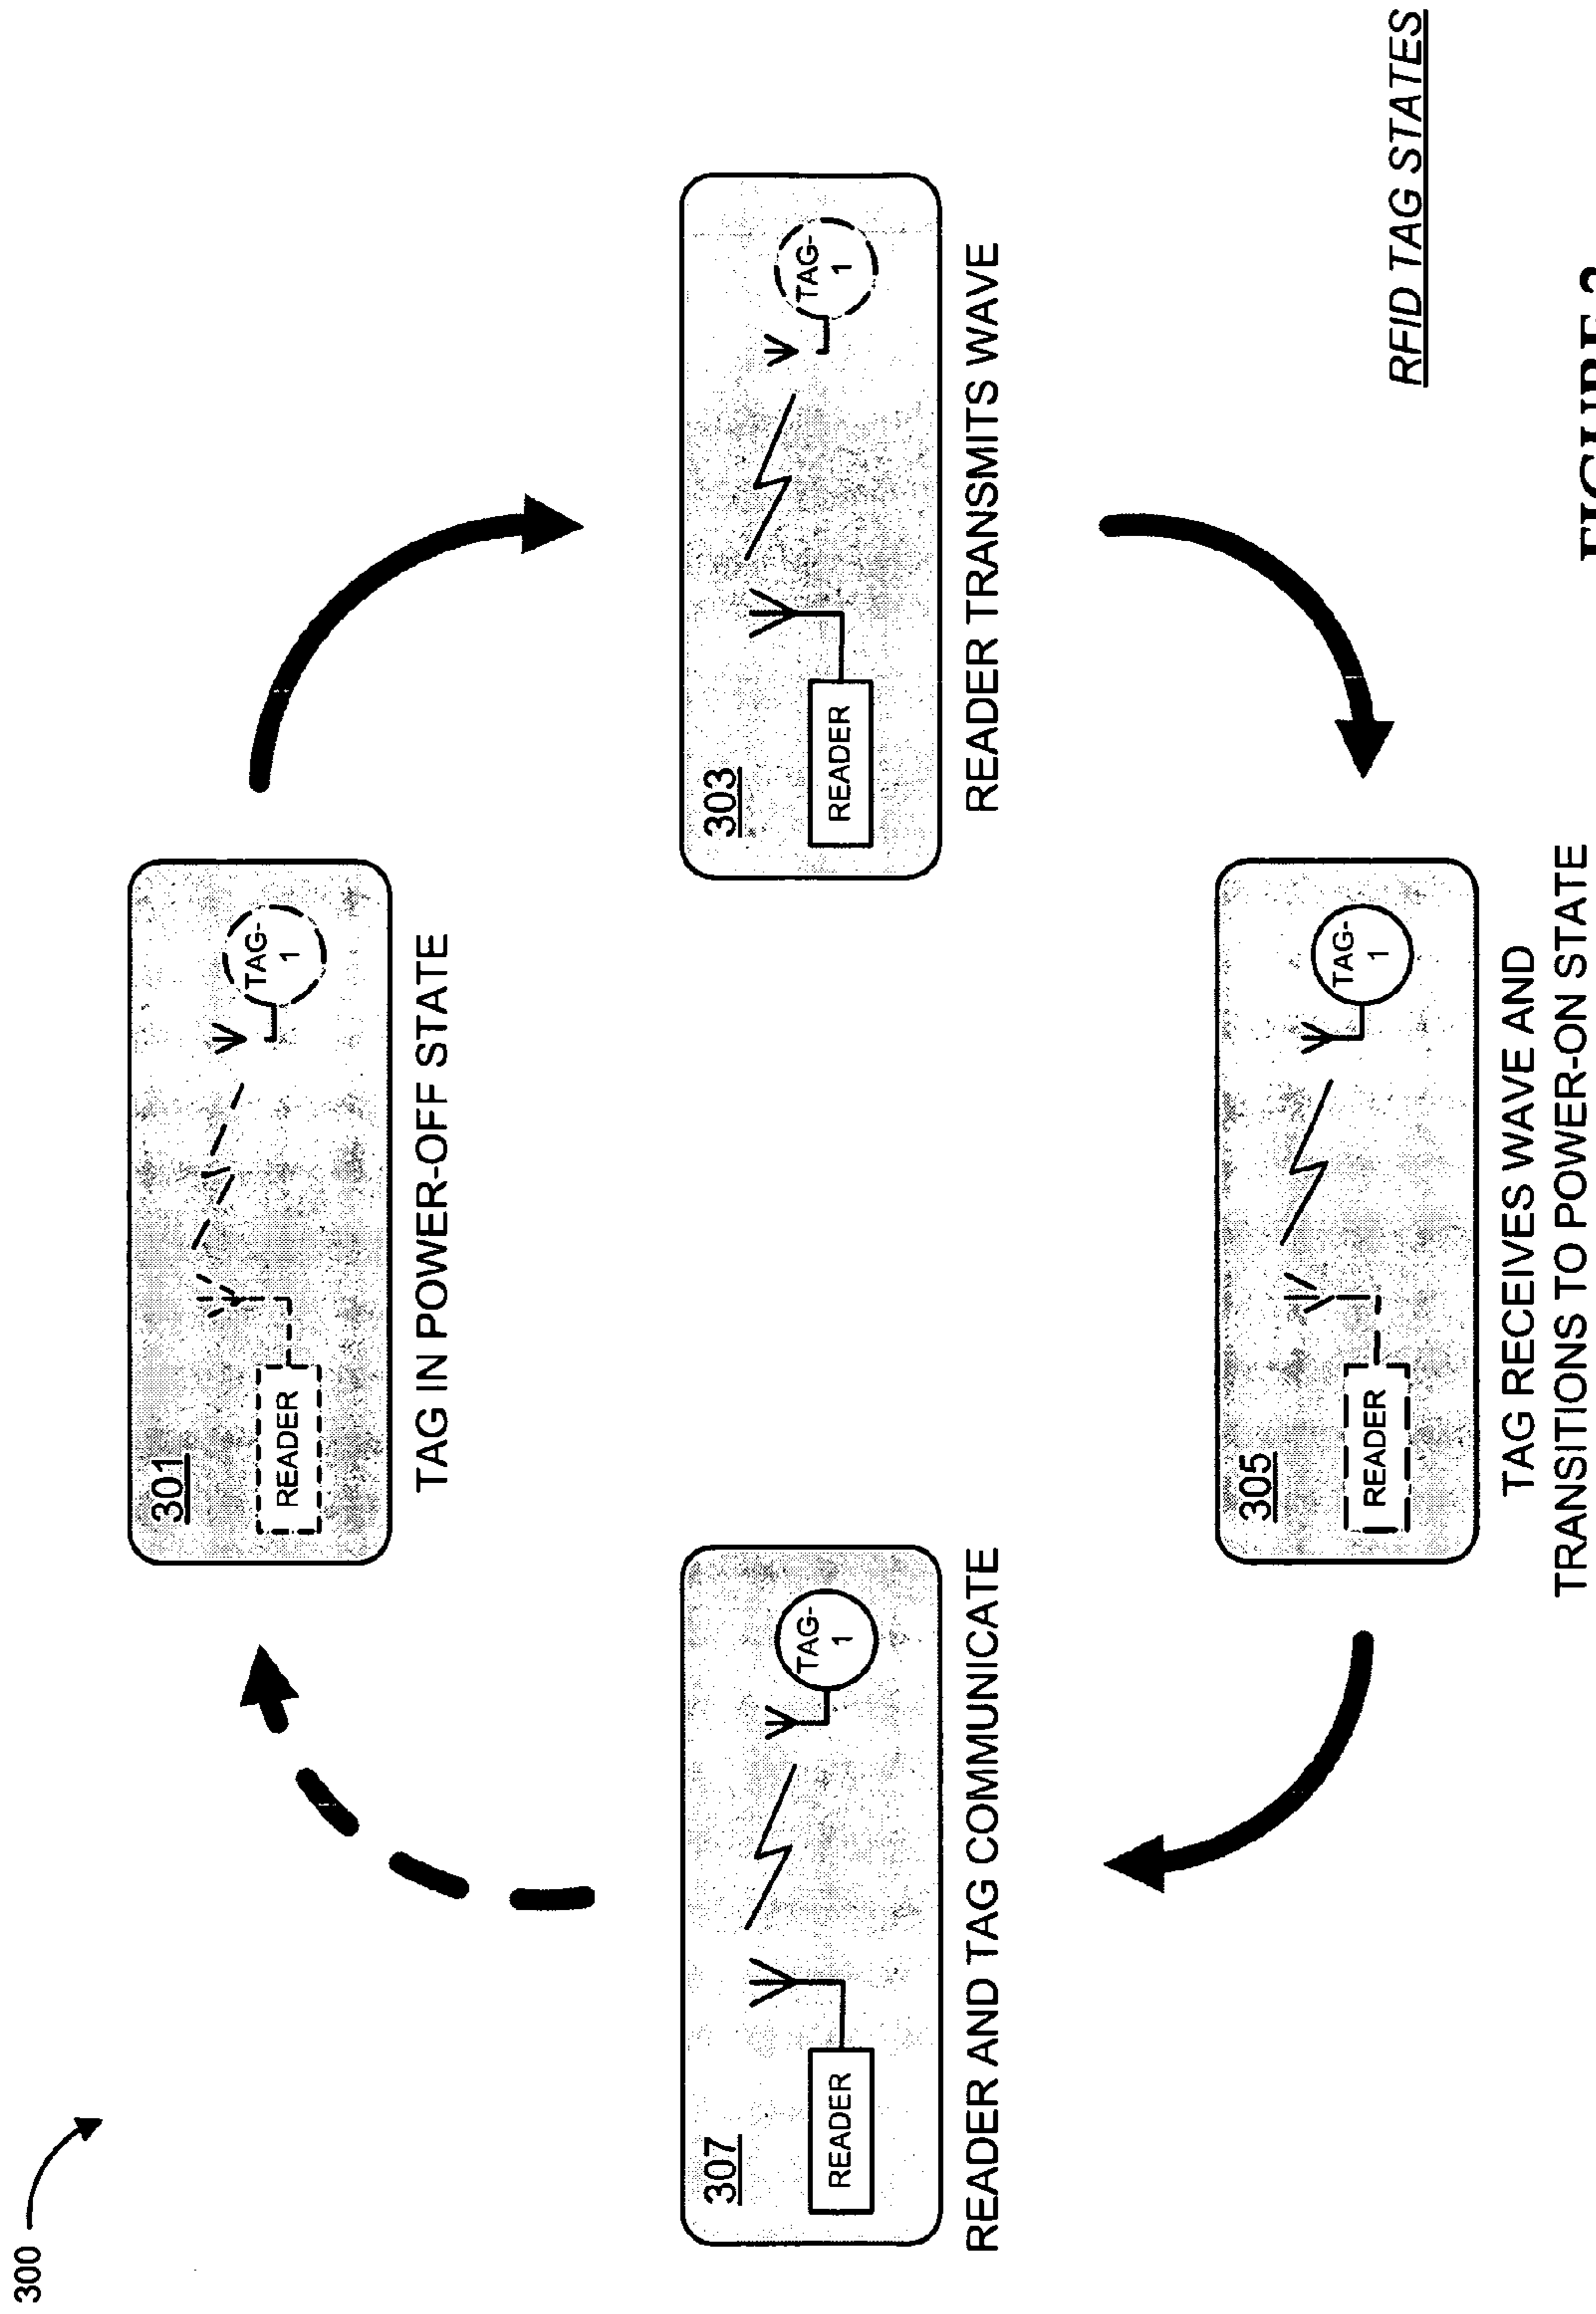 300
301
READER
TAG-
1
TAG IN POWER-OFF STATE
303
READER
TAG-
1
READER TRANSMITS WAVE
305
READER
TAG-
1
TAG RECEIVES WAVE AND
TRANSITIONS TO POWER-ON STATE
307
READER
TAG-
1
READER AND TAG COMMUNICATE
RFID TAG STATES
FIGURE